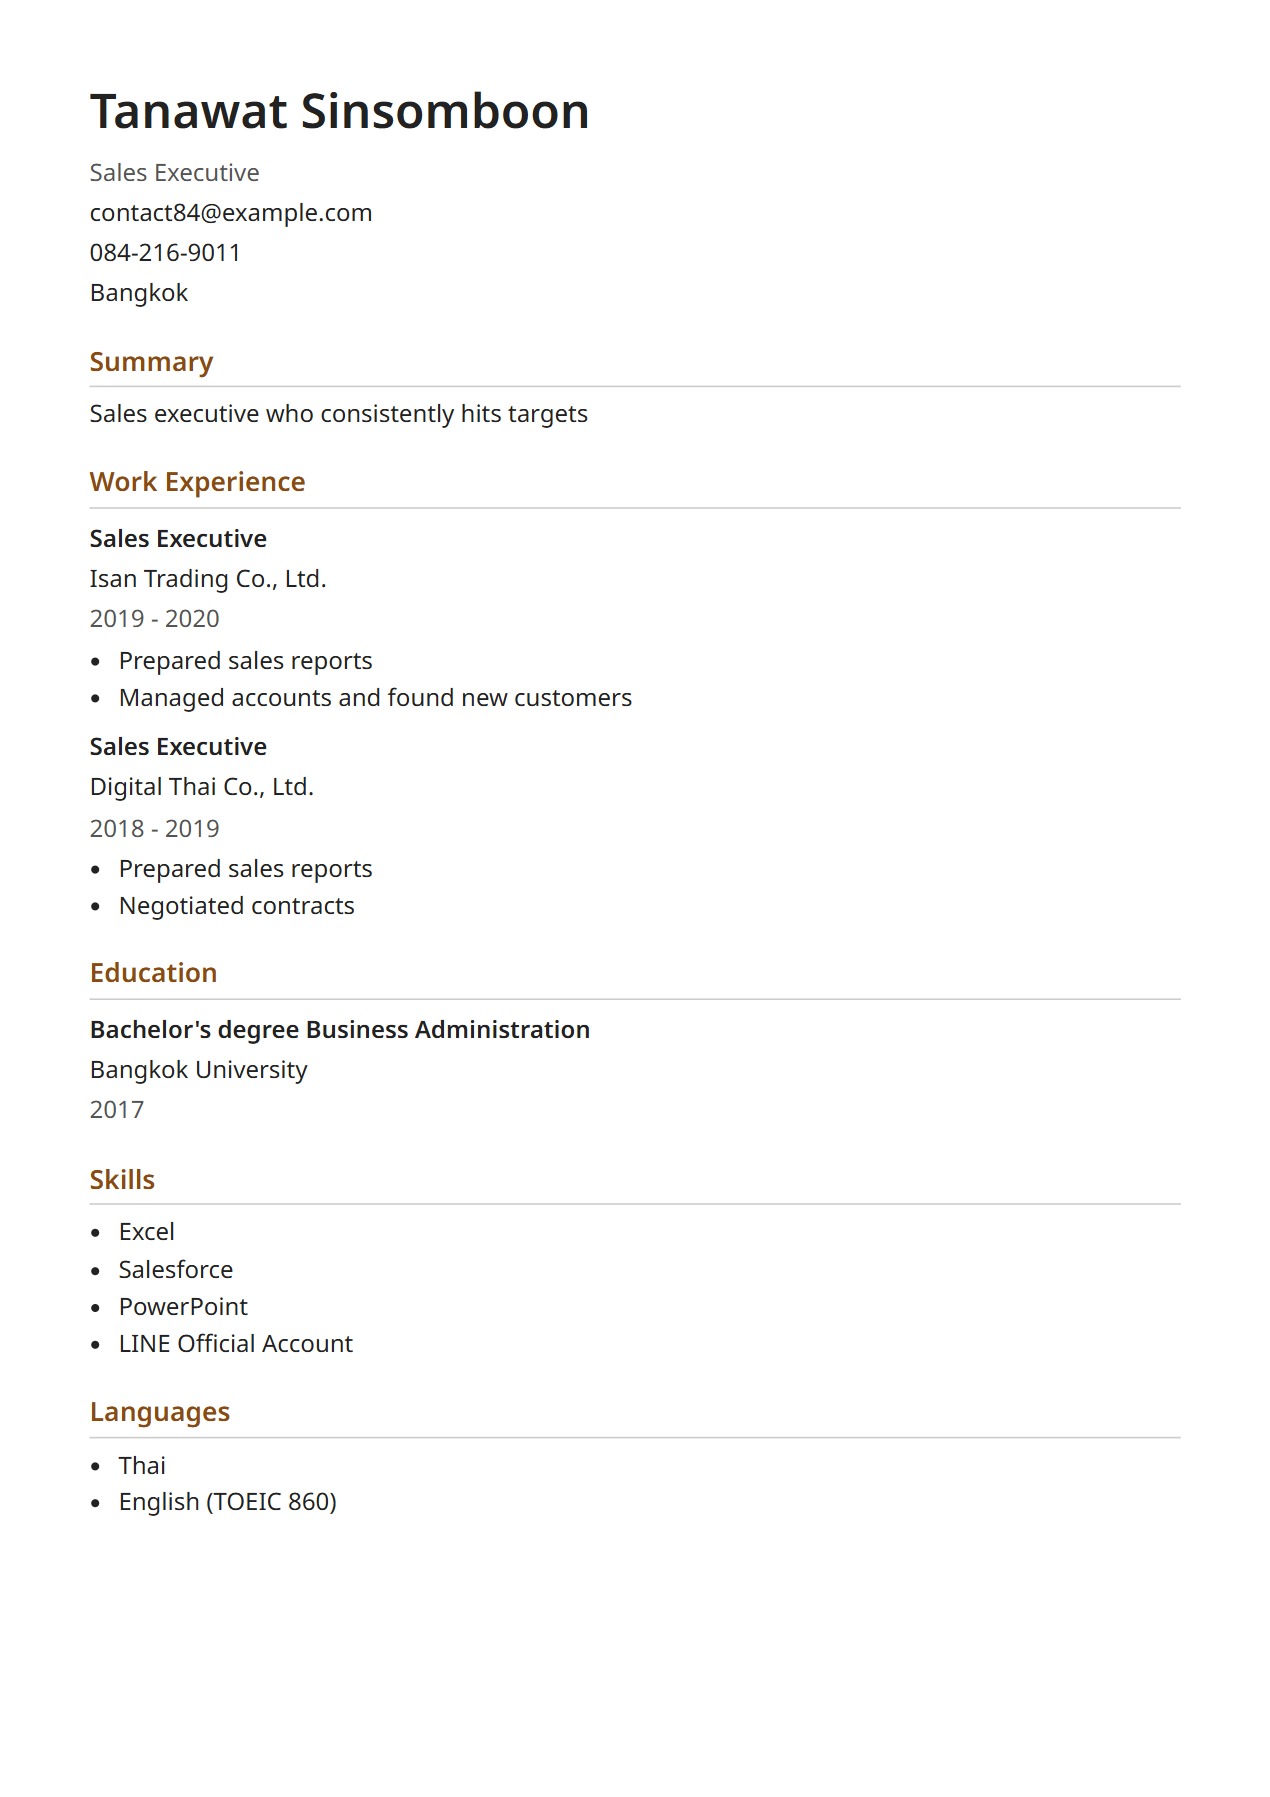 Tanawat Sinsomboon
Sales Executive
contact84@example.com
084-216-9011
Bangkok
Summary
Sales executive who consistently hits targets
Work Experience
Sales Executive
Isan Trading Co., Ltd.
2019 - 2020
• Prepared sales reports
• Managed accounts and found new customers
Sales Executive
Digital Thai Co., Ltd.
2018 - 2019
• Prepared sales reports
• Negotiated contracts
Education
Bachelor's degree Business Administration
Bangkok University
2017
Skills
• Excel
• Salesforce
• PowerPoint
• LINE Official Account
Languages
• Thai
• English (TOEIC 860)